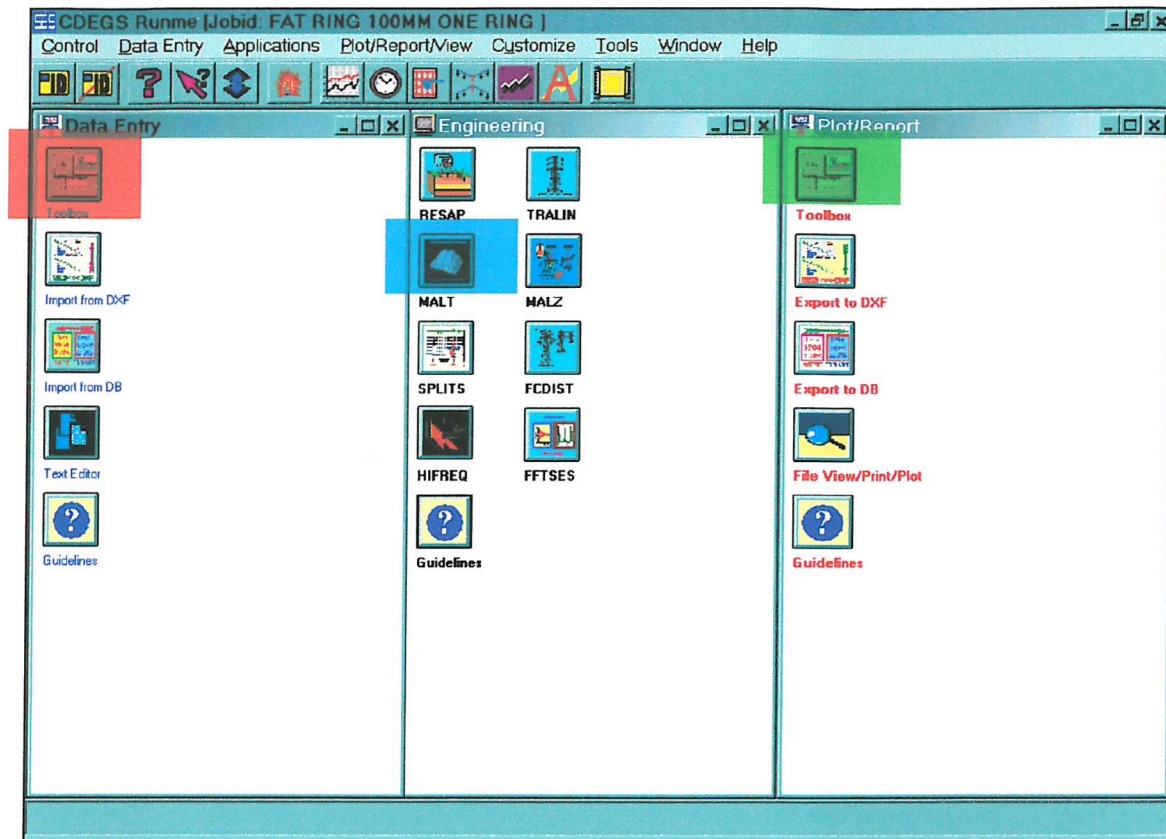 CDEGS Runme [Jobid: FAT RING 100MM ONE RING ]
Control Data Entry Applications Plot/Report/View Customize Tools Window Help
Data Entry
Toolbox
Import from DXF
Import from DB
Text Editor
Guidelines
Engineering
RESAP TRALIN
MALT MALZ
SPLITS FCDIST
HIFREQ FFTSES
Guidelines
Plot/Report
Toolbox
Export to DXF
Export to DB
File View/Print/Plot
Guidelines